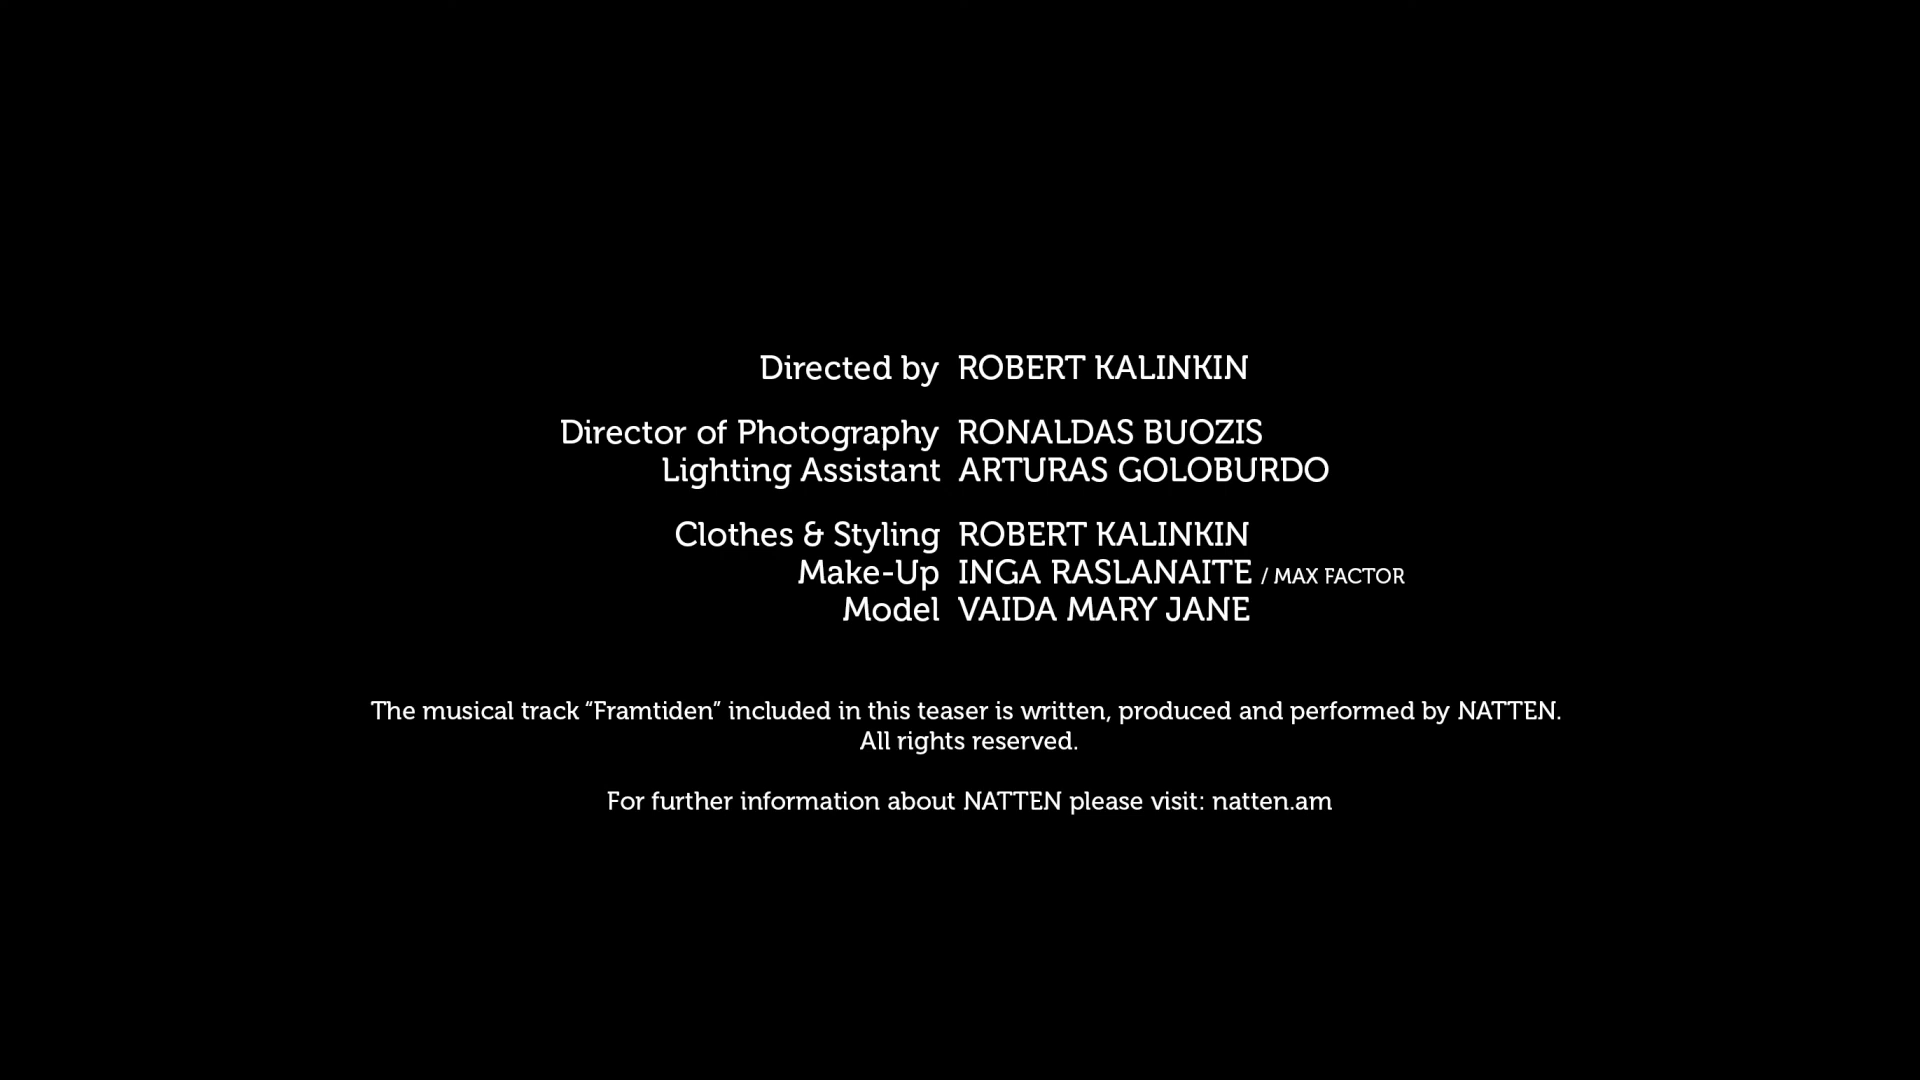 Directed by ROBERT KALINKIN
Director of Photography RONALDAS BUOZIS
Lighting Assistant ARTURAS GOLOBURDO
Clothes & Styling ROBERT KALINKIN
Make-Up INGA RASLANAITE / MAX FACTOR
Model VAIDA MARY JANE
The musical track “Framtiden” included in this teaser is written, produced and performed by NATTEN.
All rights reserved.
For further information about NATTEN please visit: natten.am